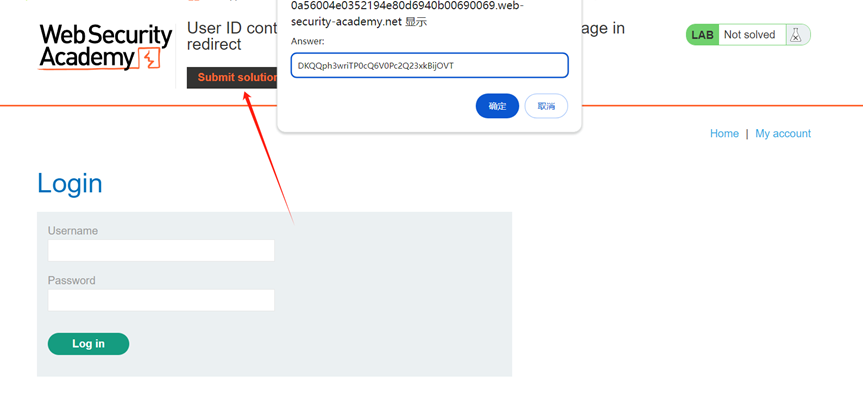 0a56004e0352194e80d6940b00690069.web-
security-academy.net 显示
Answer:
DKQQph3wriTP0cQ6V0Pc2Q23xkBijOVT
确定 取消
Web Security
Academy
User ID cont
age in
redirect
Submit solution
LAB Not solved
Home | My account
Login
Username
Password
Log in